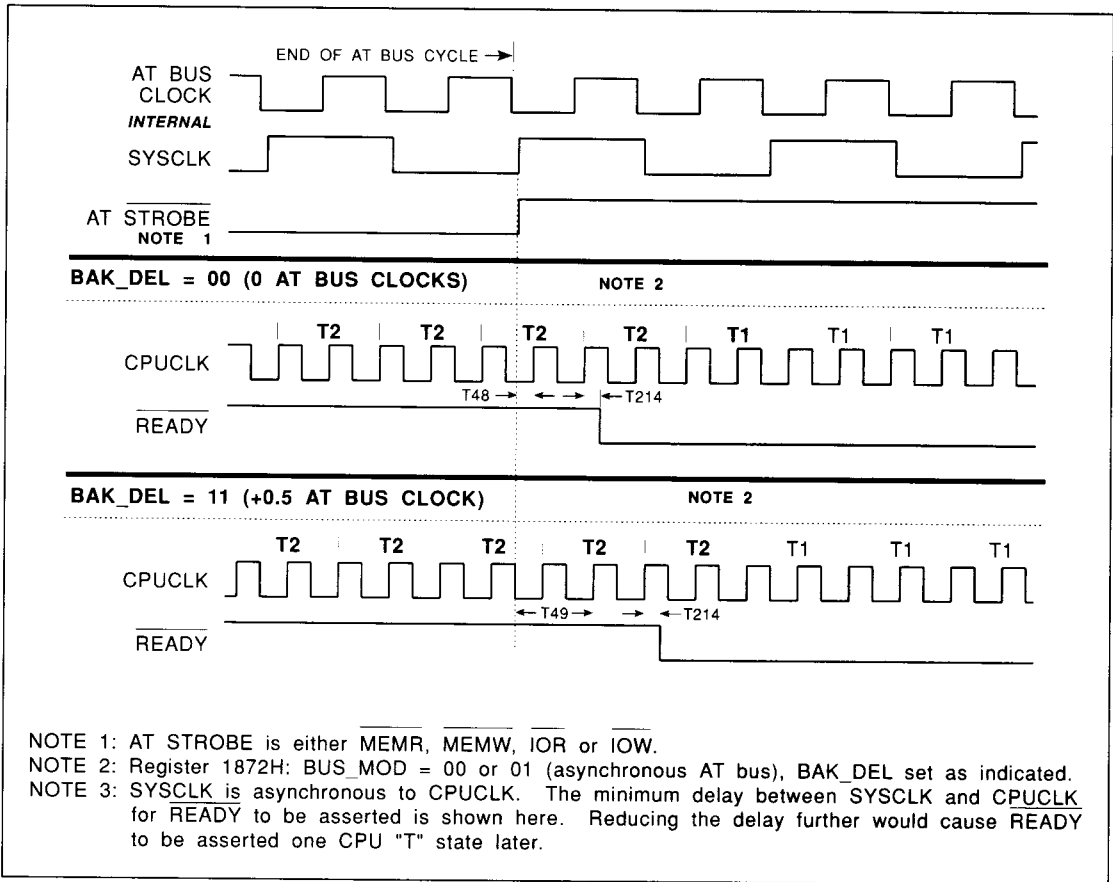 END OF AT BUS CYCLE
AT BUS
CLOCK
INTERNAL
SYSCLK
AT STROBE
NOTE 1
BAK_DEL = 00 (0 AT BUS CLOCKS) NOTE 2
T2 T2 T2 T2 T1 T1 T1
CPUCLK
T48 T214
READY
BAK_DEL = 11 (+0.5 AT BUS CLOCK) NOTE 2
T2 T2 T2 T2 T2 T1 T1 T1
CPUCLK
T49 T214
READY
NOTE 1: AT STROBE is either MEMR, MEMW, IOR or IOW.
NOTE 2: Register 1872H: BUS_MOD = 00 or 01 (asynchronous AT bus), BAK_DEL set as indicated.
NOTE 3: SYSCLK is asynchronous to CPUCLK. The minimum delay between SYSCLK and CPUCLK
for READY to be asserted is shown here. Reducing the delay further would cause READY
to be asserted one CPU "T" state later.